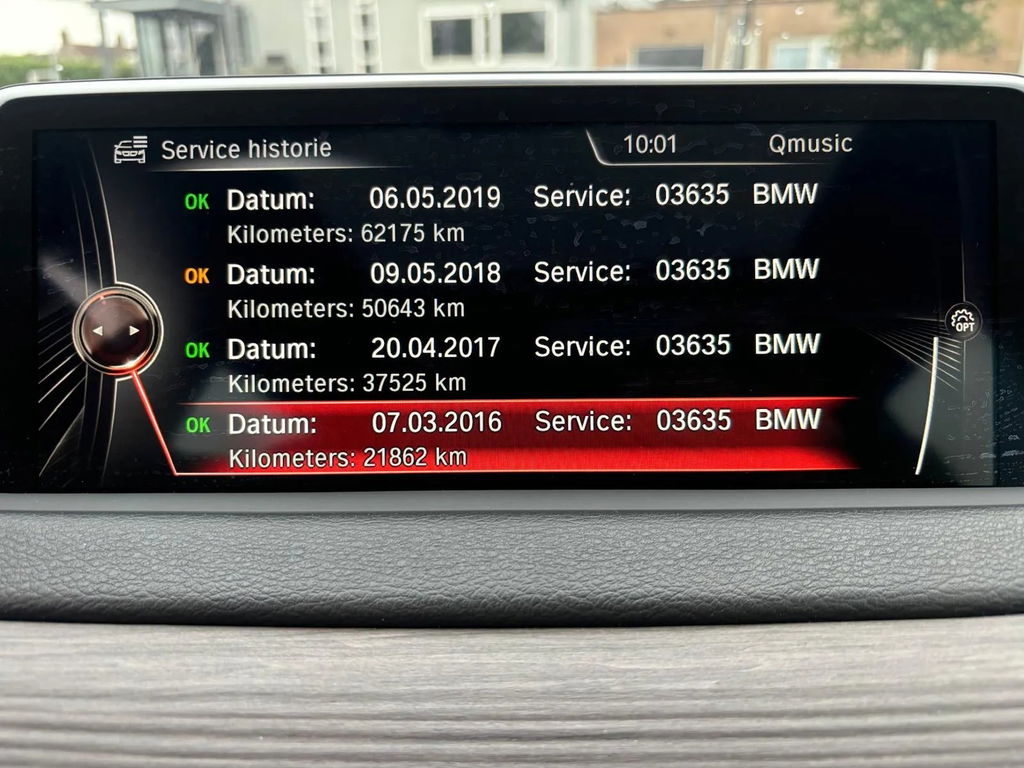 Service historie 10:01 Qmusic
OK Datum: 06.05.2019 Service: 03635 BMW
Kilometers: 62175 km
OK Datum: 09.05.2018 Service: 03635 BMW
Kilometers: 50643 km
OK Datum: 20.04.2017 Service: 03635 BMW
Kilometers: 37525 km
OK Datum: 07.03.2016 Service: 03635 BMW
Kilometers: 21862 km
OPT